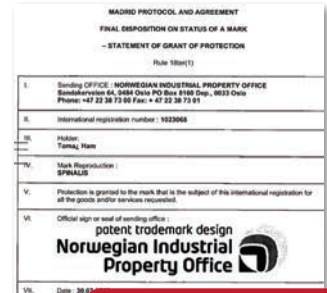 MADRID PROTOCOL AND AGREEMENT
FINAL DISPOSITION ON STATUS OF A MARK
– STATEMENT OF GRANT OF PROTECTION
Rule 18ter(1)
I. Sending OFFICE : NORWEGIAN INDUSTRIAL PROPERTY OFFICE
Sandakerveien 64, 0484 Oslo PO Box 8160 Dep., 0033 Oslo
Phone: +47 22 38 73 00 Fax: + 47 22 38 73 01
II. International registration number : 1023068
III. Holder:
Tomaž Ham
IV. Mark Reproduction :
SPINALIS
V. Protection is granted to the mark that is the subject of this international registration for
all the goods and/or services requested.
VI. Official sign or seal of sending office :
patent trademark design
Norwegian Industrial
Property Office
VII. Date :